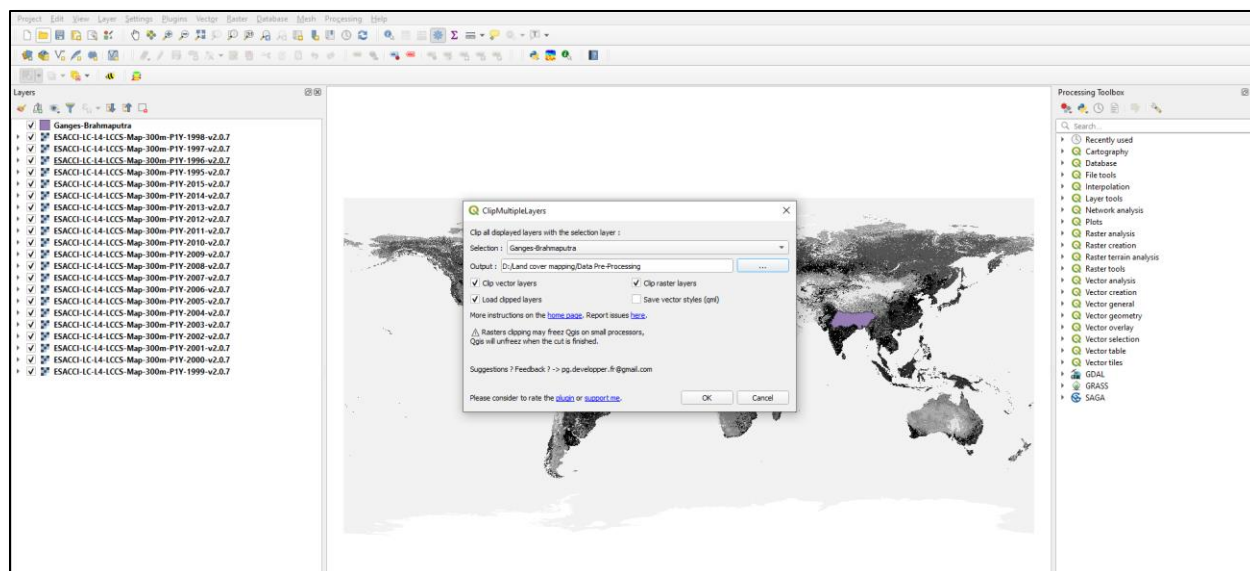 Project Edit View Layer Settings Plugins Vector Raster Database Mesh Processing Help
Layers
Ganges-Brahmaputra
ESACCI-LC-L4-LCCS-Map-300m-P1Y-1998-v2.0.7
ESACCI-LC-L4-LCCS-Map-300m-P1Y-1997-v2.0.7
ESACCI-LC-L4-LCCS-Map-300m-P1Y-1996-v2.0.7
ESACCI-LC-L4-LCCS-Map-300m-P1Y-1995-v2.0.7
ESACCI-LC-L4-LCCS-Map-300m-P1Y-2015-v2.0.7
ESACCI-LC-L4-LCCS-Map-300m-P1Y-2014-v2.0.7
ESACCI-LC-L4-LCCS-Map-300m-P1Y-2013-v2.0.7
ESACCI-LC-L4-LCCS-Map-300m-P1Y-2012-v2.0.7
ESACCI-LC-L4-LCCS-Map-300m-P1Y-2011-v2.0.7
ESACCI-LC-L4-LCCS-Map-300m-P1Y-2010-v2.0.7
ESACCI-LC-L4-LCCS-Map-300m-P1Y-2009-v2.0.7
ESACCI-LC-L4-LCCS-Map-300m-P1Y-2008-v2.0.7
ESACCI-LC-L4-LCCS-Map-300m-P1Y-2007-v2.0.7
ESACCI-LC-L4-LCCS-Map-300m-P1Y-2006-v2.0.7
ESACCI-LC-L4-LCCS-Map-300m-P1Y-2005-v2.0.7
ESACCI-LC-L4-LCCS-Map-300m-P1Y-2004-v2.0.7
ESACCI-LC-L4-LCCS-Map-300m-P1Y-2003-v2.0.7
ESACCI-LC-L4-LCCS-Map-300m-P1Y-2002-v2.0.7
ESACCI-LC-L4-LCCS-Map-300m-P1Y-2001-v2.0.7
ESACCI-LC-L4-LCCS-Map-300m-P1Y-2000-v2.0.7
ESACCI-LC-L4-LCCS-Map-300m-P1Y-1999-v2.0.7
ClipMultipleLayers
Clip all displayed layers with the selection layer :
Selection : Ganges-Brahmaputra
Output : D:/Land cover mapping/Data Pre-Processing ...
Clip vector layers Clip raster layers
Load clipped layers Save vector styles (qml)
More instructions on the home page. Report issues here.
Rasters clipping may freez Qgis on small processors,
Qgis will unfreez when the cut is finished.
Suggestions ? Feedback ? -> pg.developper.fr@gmail.com
Please consider to rate the plugin or support me. OK Cancel
Processing Toolbox
Search...
Recently used
Cartography
Database
File tools
Interpolation
Layer tools
Network analysis
Plots
Raster analysis
Raster creation
Raster terrain analysis
Raster tools
Vector analysis
Vector creation
Vector general
Vector geometry
Vector overlay
Vector selection
Vector table
Vector tiles
GDAL
GRASS
SAGA